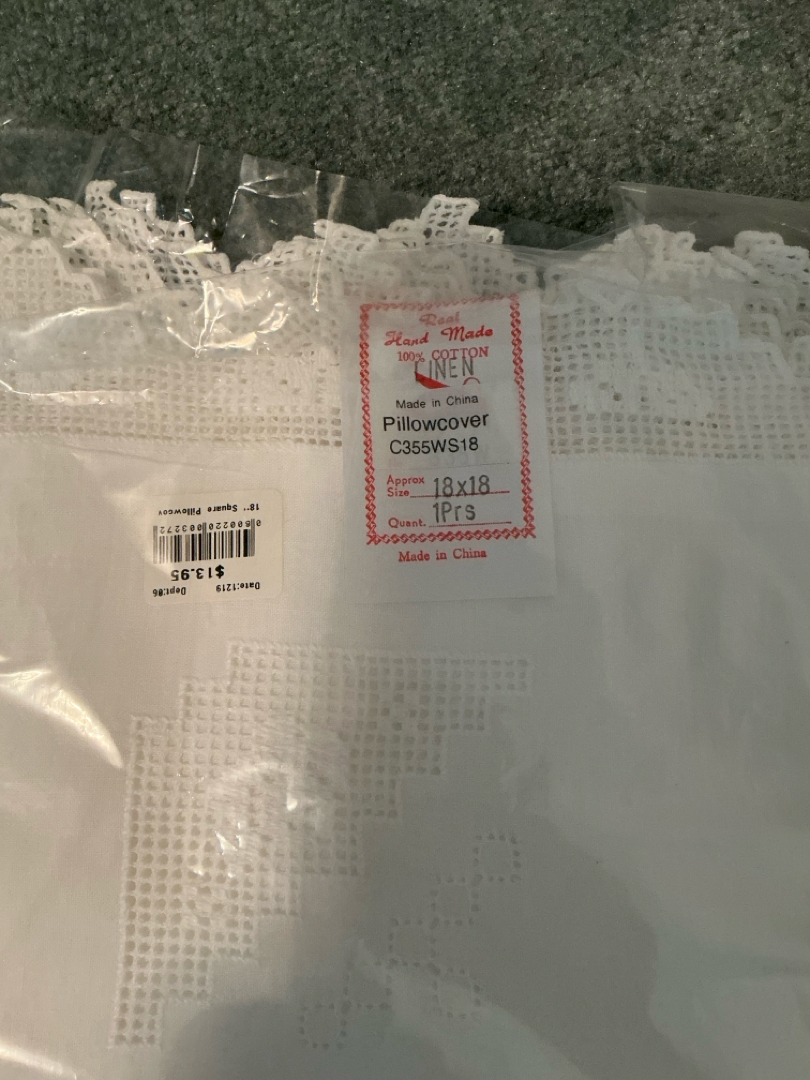 Real
Hand Made
100% COTTON
LINEN
Made in China
Pillowcover
C355WS18
Approx
Size 18x18
Quant. 1Prs
Made in China
Date:1219 Dept:06
$13.95
0600220003272
18" Square Pillowcov